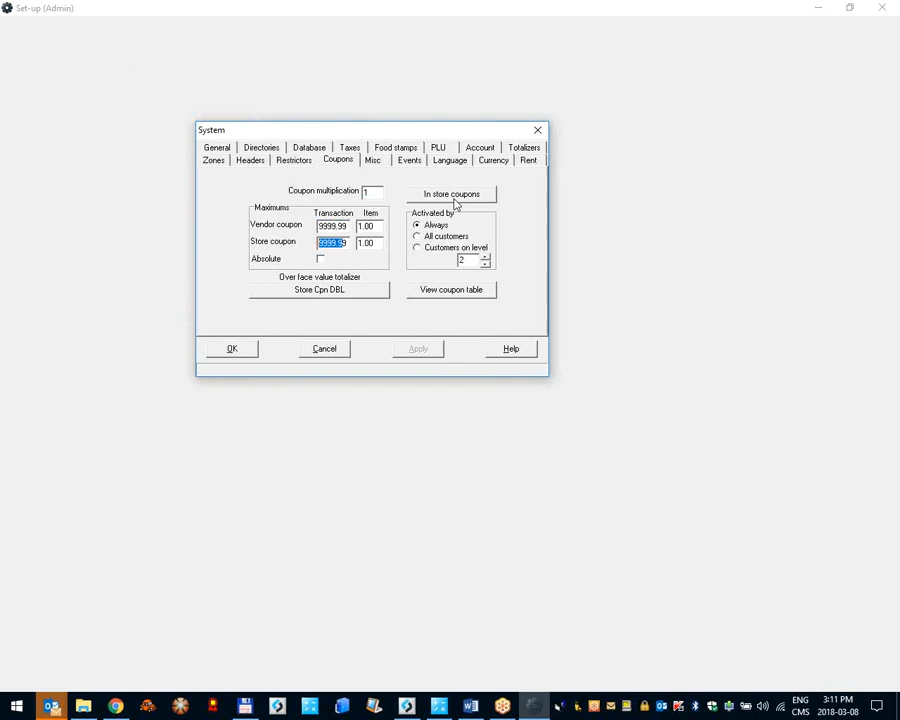 Set-up (Admin)
System
General Directories Database Taxes Food stamps PLU Account Totalizers
Zones Headers Restrictors Coupons Misc Events Language Currency Rent
Coupon multiplication 1
In store coupons
Maximums
Transaction Item
Activated by
Vendor coupon 9999.99 1.00
Always
Store coupon 9999.99 1.00
All customers
Customers on level
Absolute
2
Over face value totalizer
Store Cpn DBL
View coupon table
OK Cancel Apply Help
ENG
CMS
3:11 PM
2018-03-08